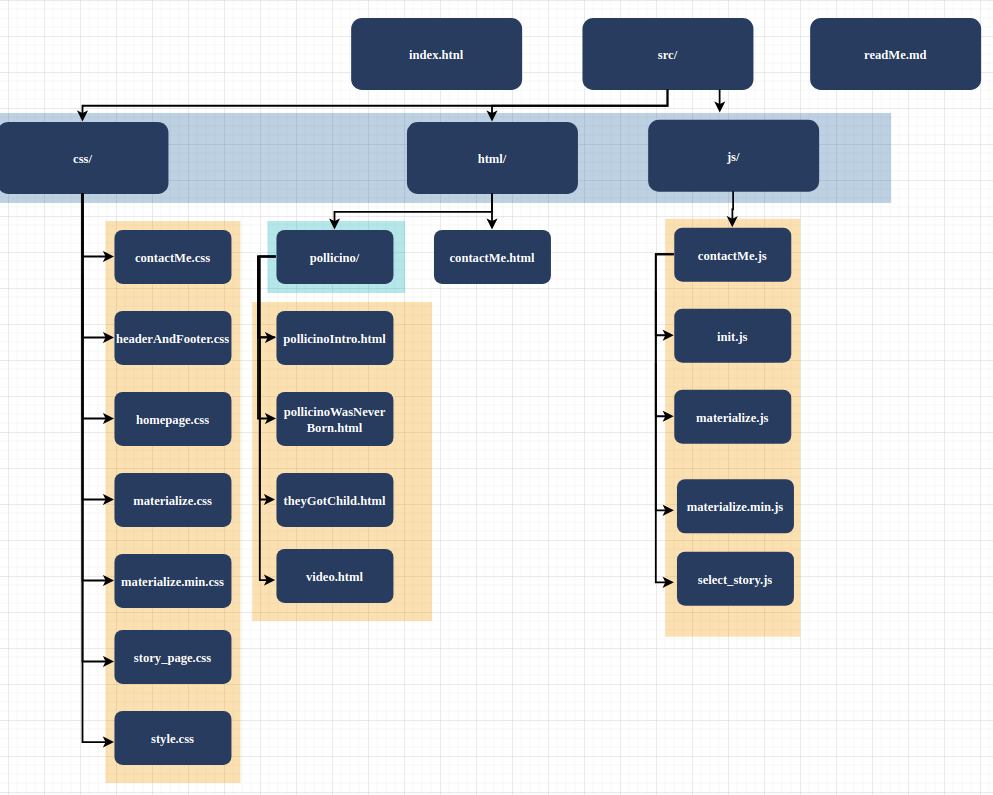 index.htnl
src/
readMe.md
css/
html/
js/
contactMe.css
pollicino/
contactMe.html
contactMe.js
headerAndFooter.css
pollicinoIntro.html
init.js
homepage.css
pollicinoWasNever
Born.html
materialize.js
materialize.css
theyGotChild.html
materialize.min.js
materialize.min.css
video.html
select_story.js
story_page.css
style.css